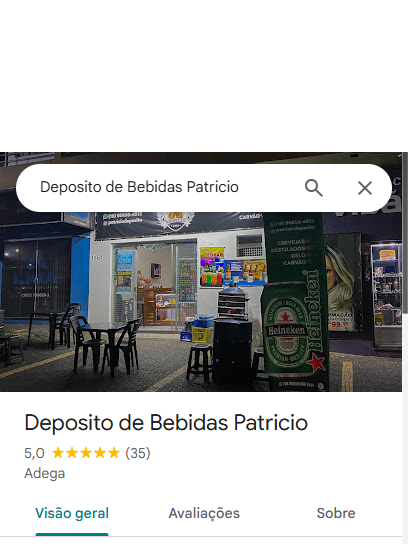 Deposito de Bebidas Patricio
CARVÃO
CERVEJAS
DESTILADOS
GELO
CARVÃO
Heineken
Heineken
1261
Deposito de Bebidas Patricio
5,0 ★★★★★ (35)
Adega
Visão geral Avaliações Sobre